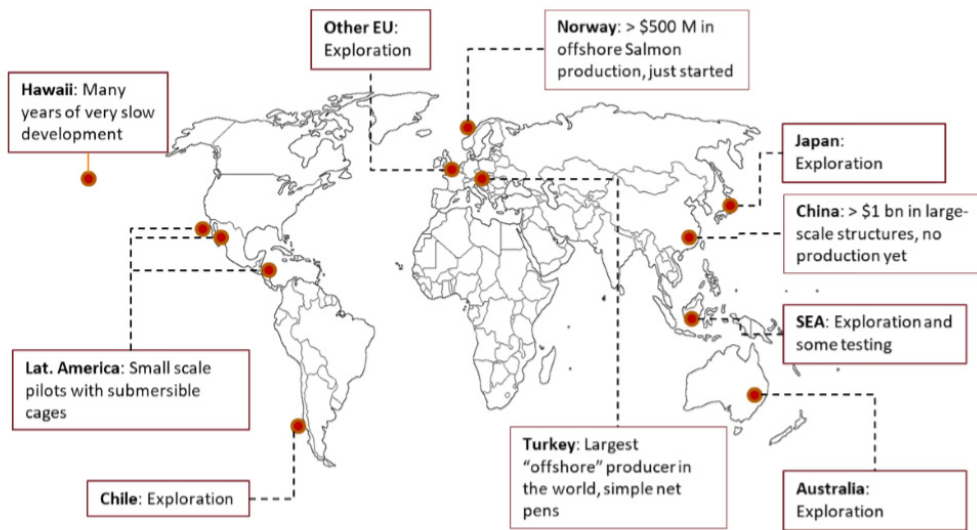 Other EU:
Exploration
Norway: > $500 M in
offshore Salmon
production, just started
Hawaii: Many
years of very slow
development
Japan:
Exploration
China: > $1 bn in large-
scale structures, no
production yet
SEA: Exploration and
some testing
Lat. America: Small scale
pilots with submersible
cages
Turkey: Largest
“offshore” producer in
the world, simple net
pens
Chile: Exploration
Australia:
Exploration